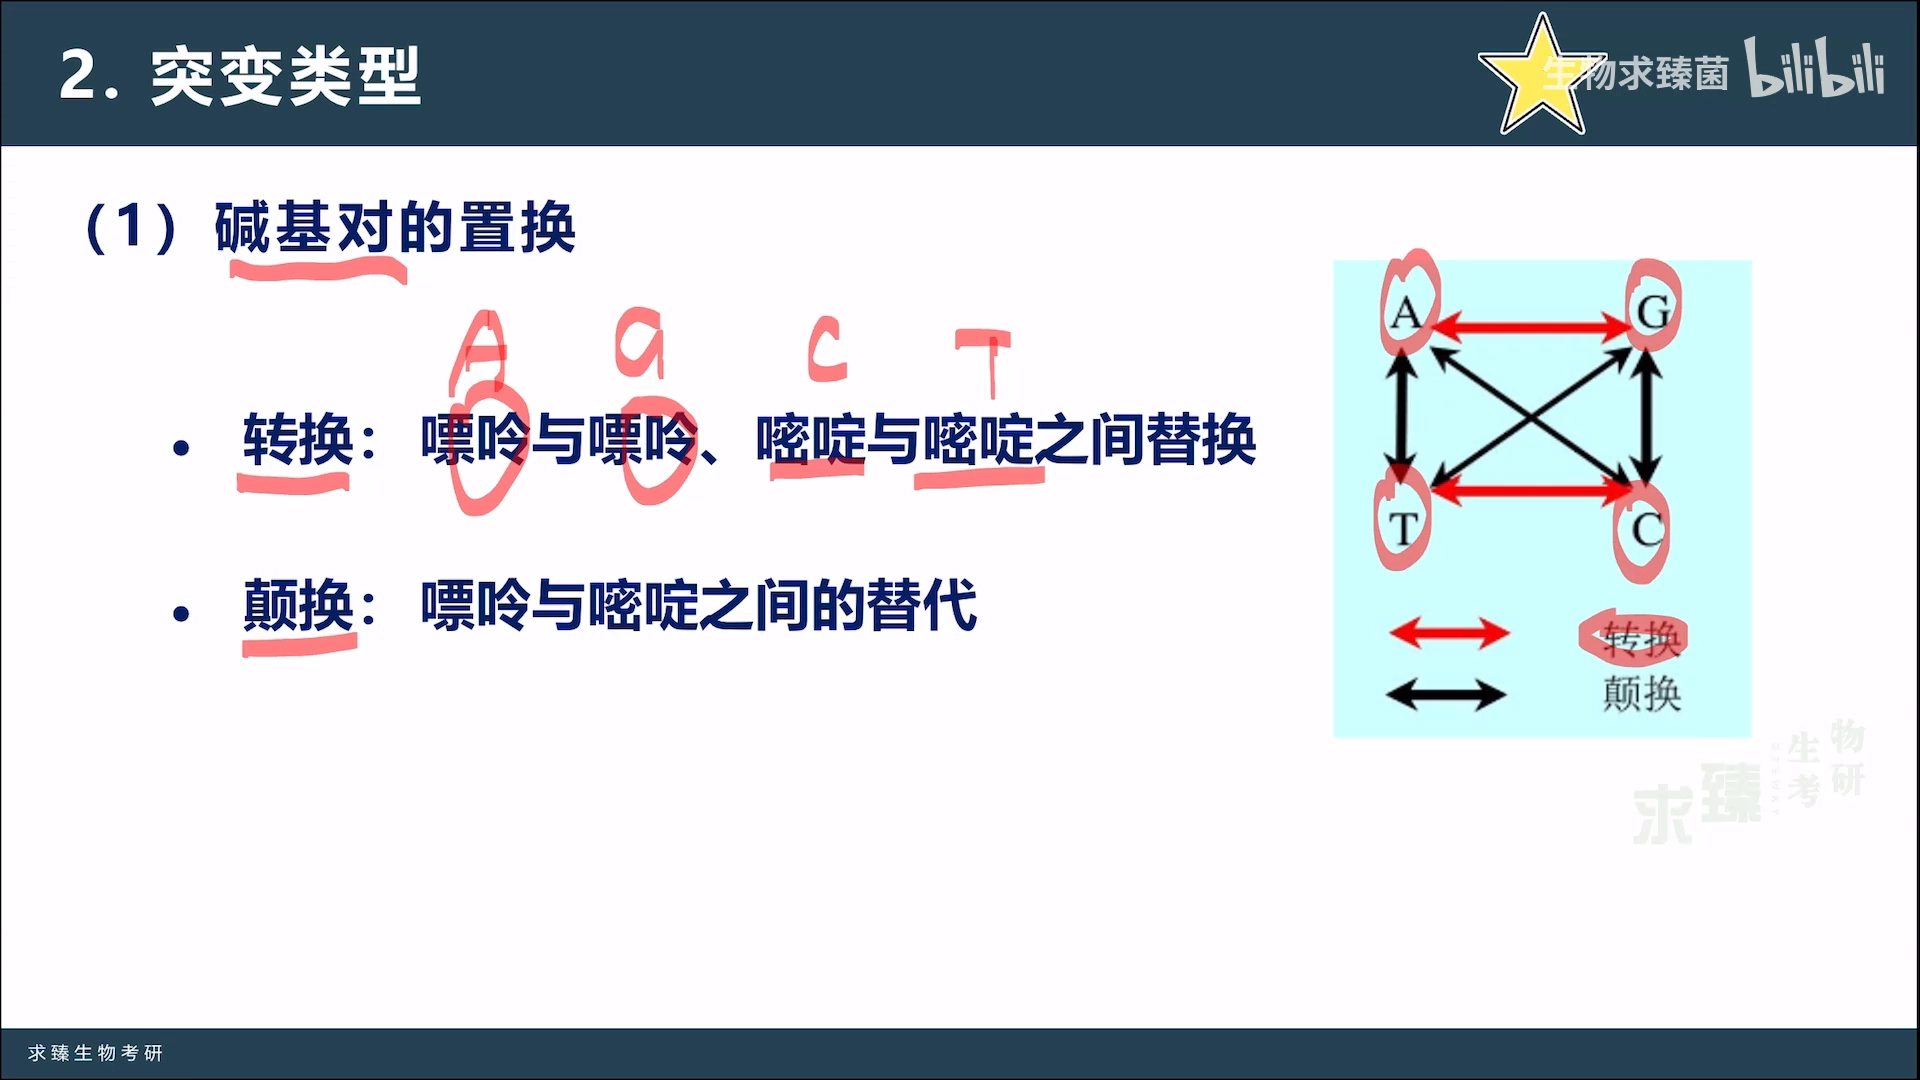 2. 突变类型
生物求臻菌 bilibili
（1）碱基对的置换
A G C T
• 转换： 嘌呤与嘌呤、嘧啶与嘧啶之间替换
• 颠换： 嘌呤与嘧啶之间的替代
A G
T C
转换
颠换
求臻 生物考研
求臻生物考研